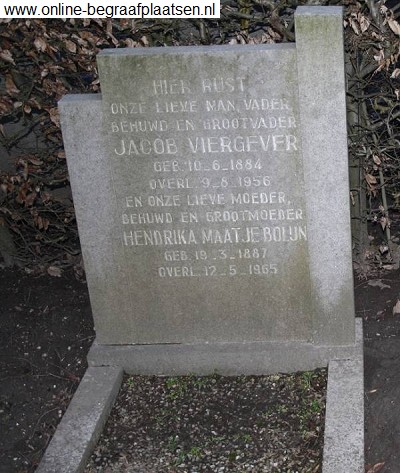 www.online-begraafplaatsen.nl
HIER RUST
ONZE LIEVE MAN, VADER,
BEHUWD EN GROOTVADER
JACOB VIERGEVER
GEB. 10-6-1884
OVERL. 9-8-1956
EN ONZE LIEVE MOEDER,
BEHUWD EN GROOTMOEDER
HENDRIKA MAATJE BOIJN
GEB. 19-3-1887
OVERL. 12-5-1965